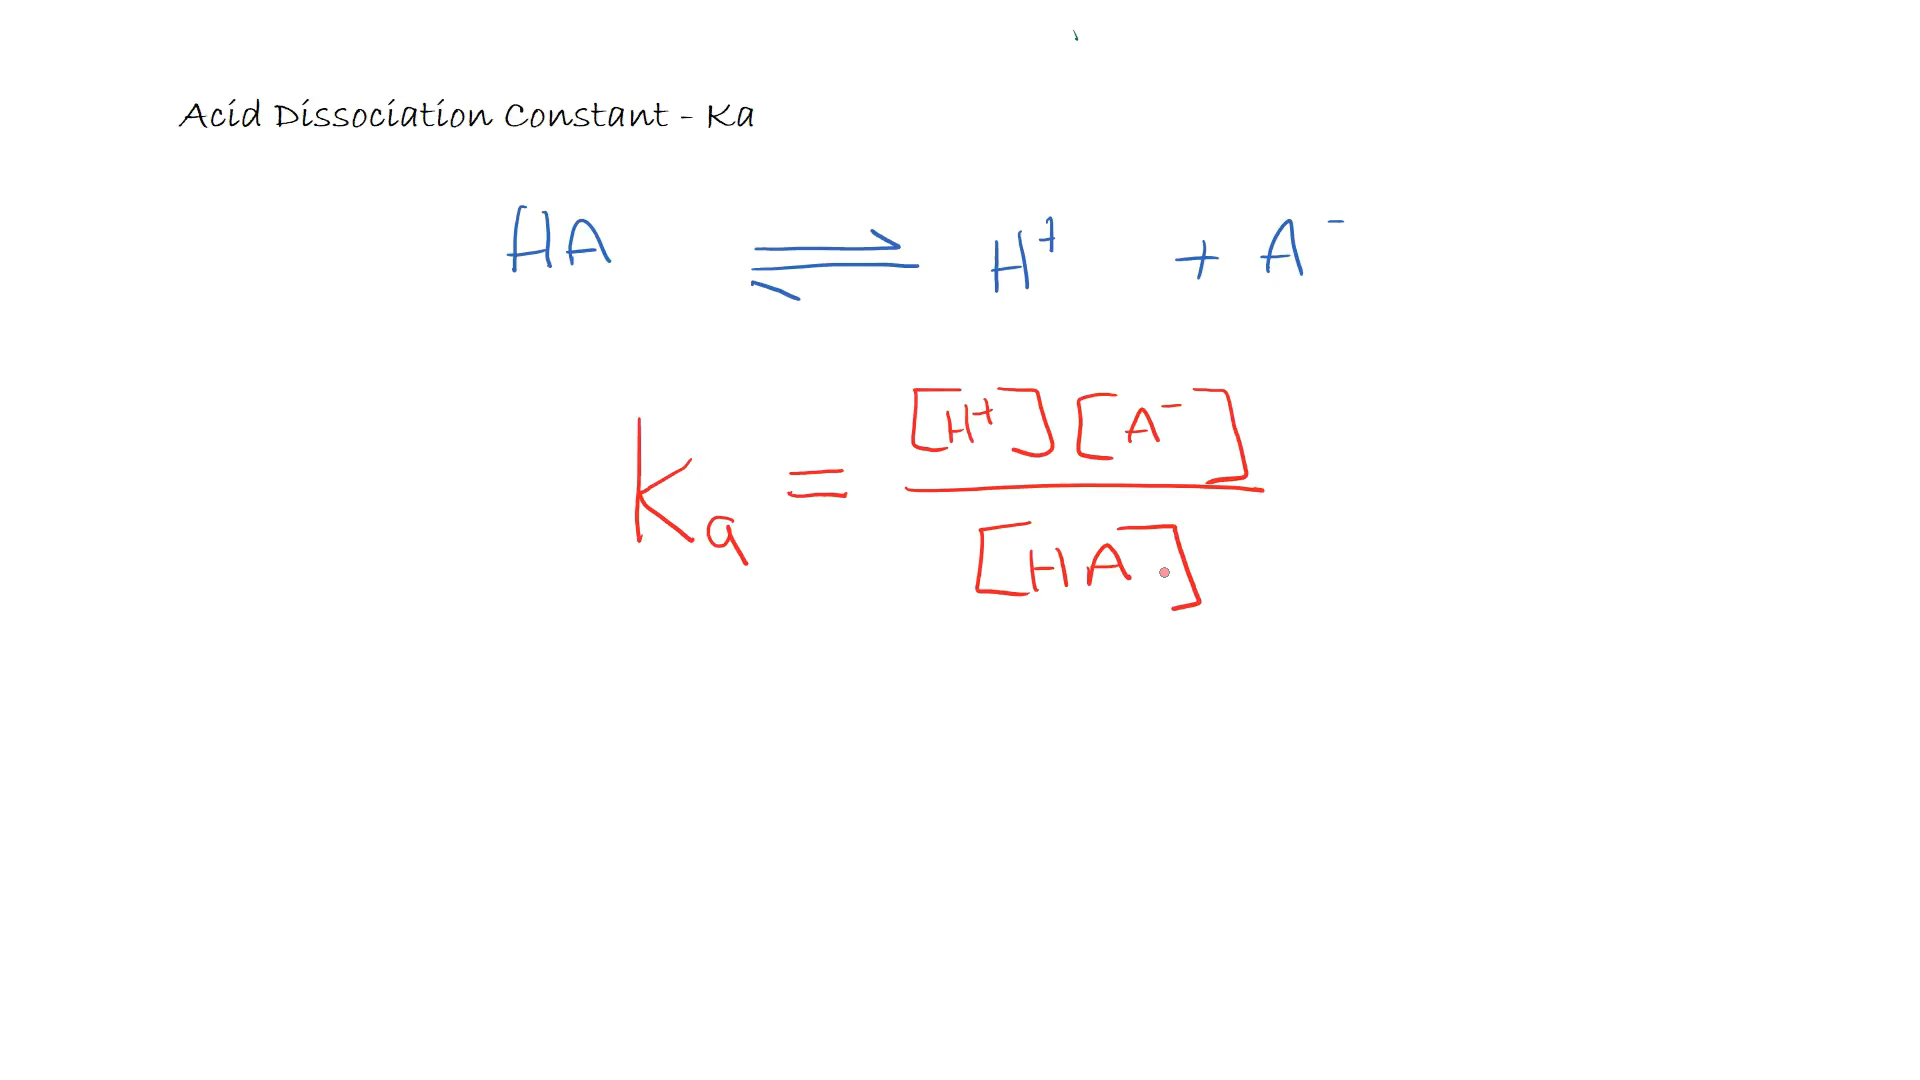 Acid Dissociation Constant - Ka
HA ⇌ H⁺ + A⁻
Kₐ = [H⁺][A⁻]
[HA]